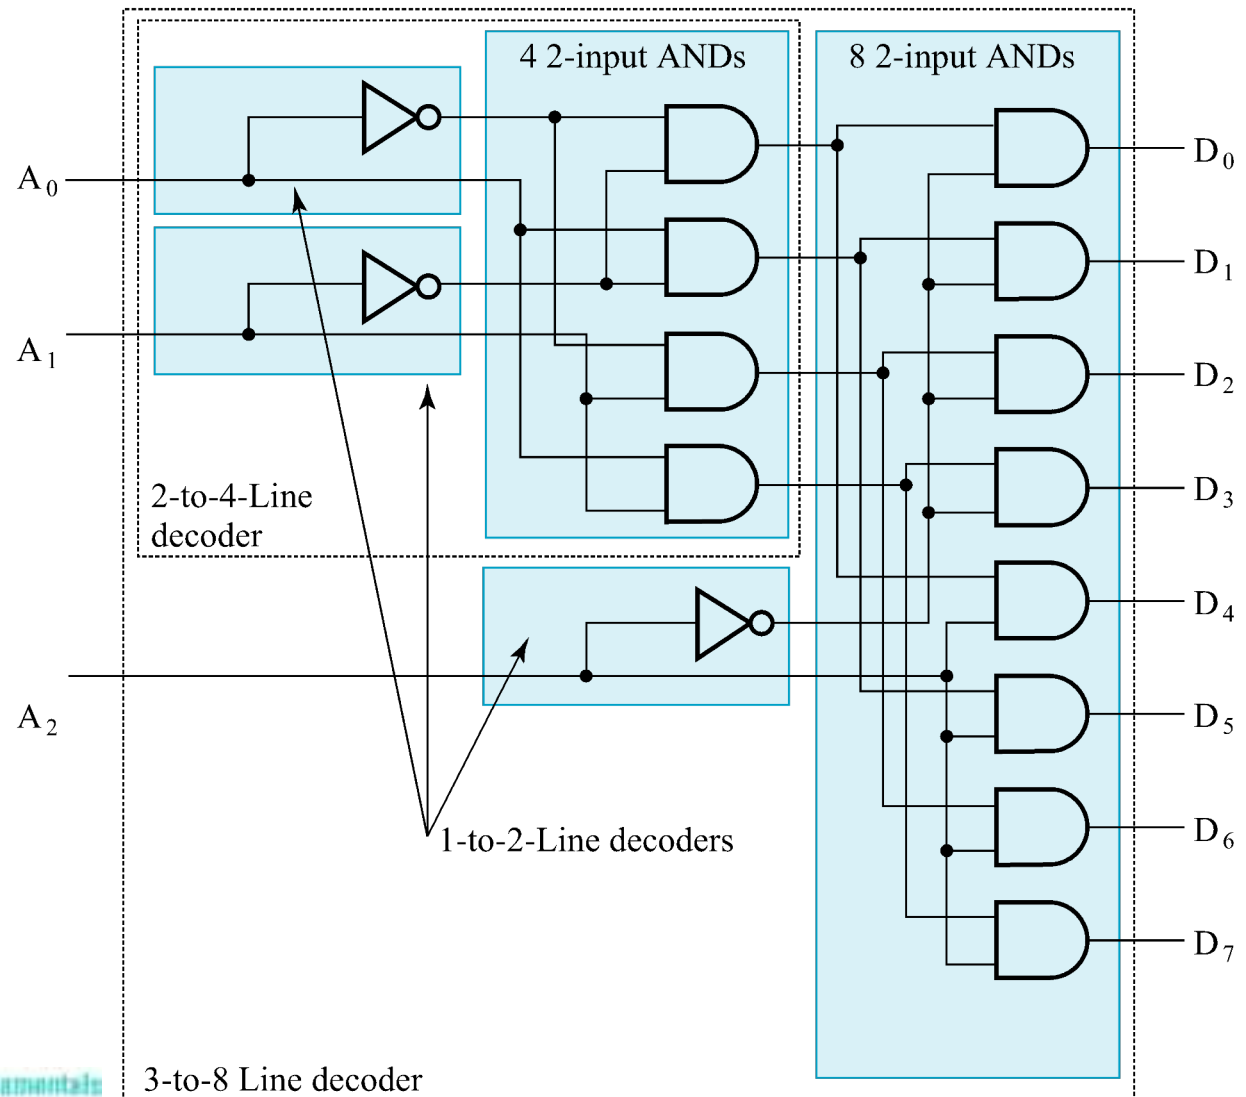 4 2-input ANDs
8 2-input ANDs
A0
A1
A2
2-to-4-Line
decoder
1-to-2-Line decoders
3-to-8 Line decoder
D0
D1
D2
D3
D4
D5
D6
D7